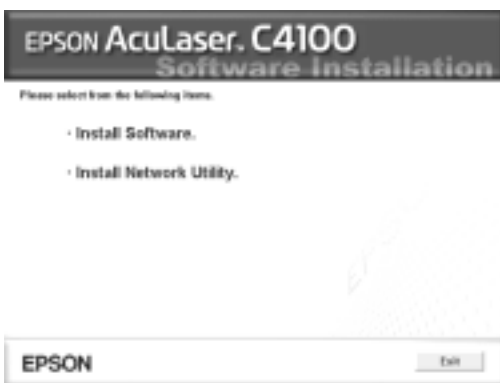 EPSON AcuLaser. C4100
Software Installation
Please select from the following items.
· Install Software.
· Install Network Utility.
EPSON
Exit